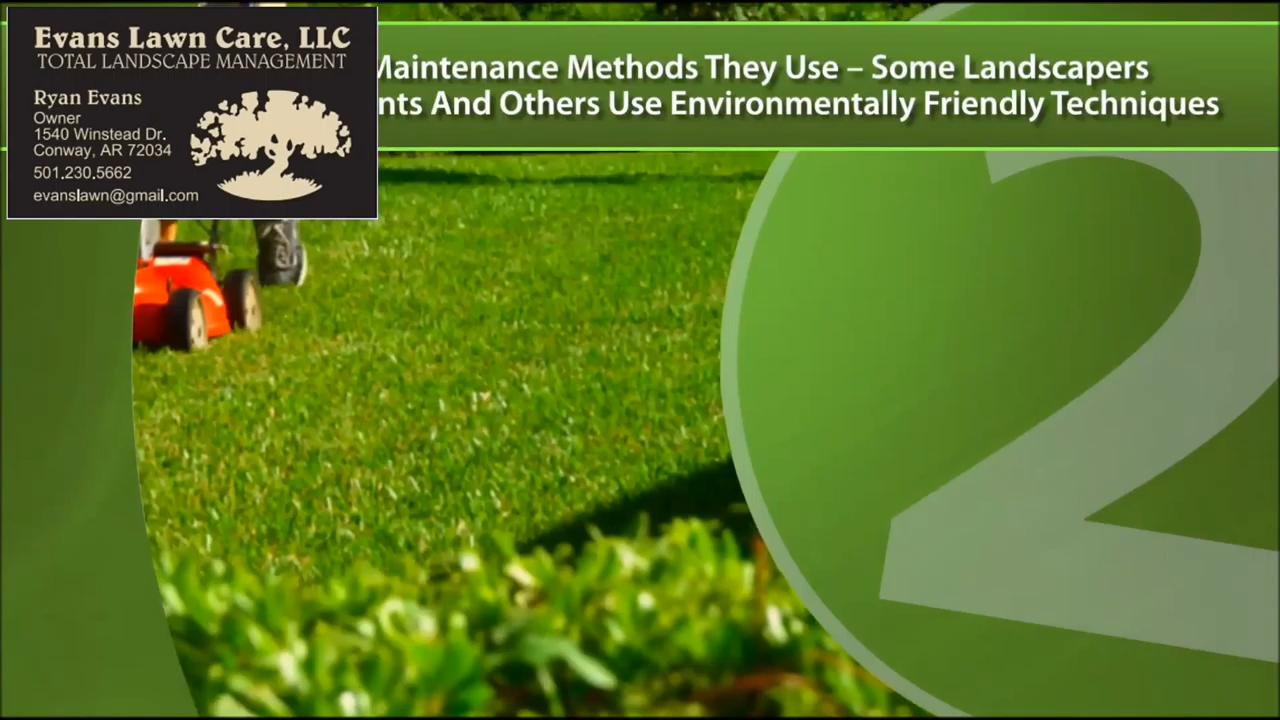 Evans Lawn Care, LLC
TOTAL LANDSCAPE MANAGEMENT
Ryan Evans
Owner
1540 Winstead Dr.
Conway, AR 72034
501.230.5662
evanslawn@gmail.com
Maintenance Methods They Use – Some Landscapers
And Others Use Environmentally Friendly Techniques
2